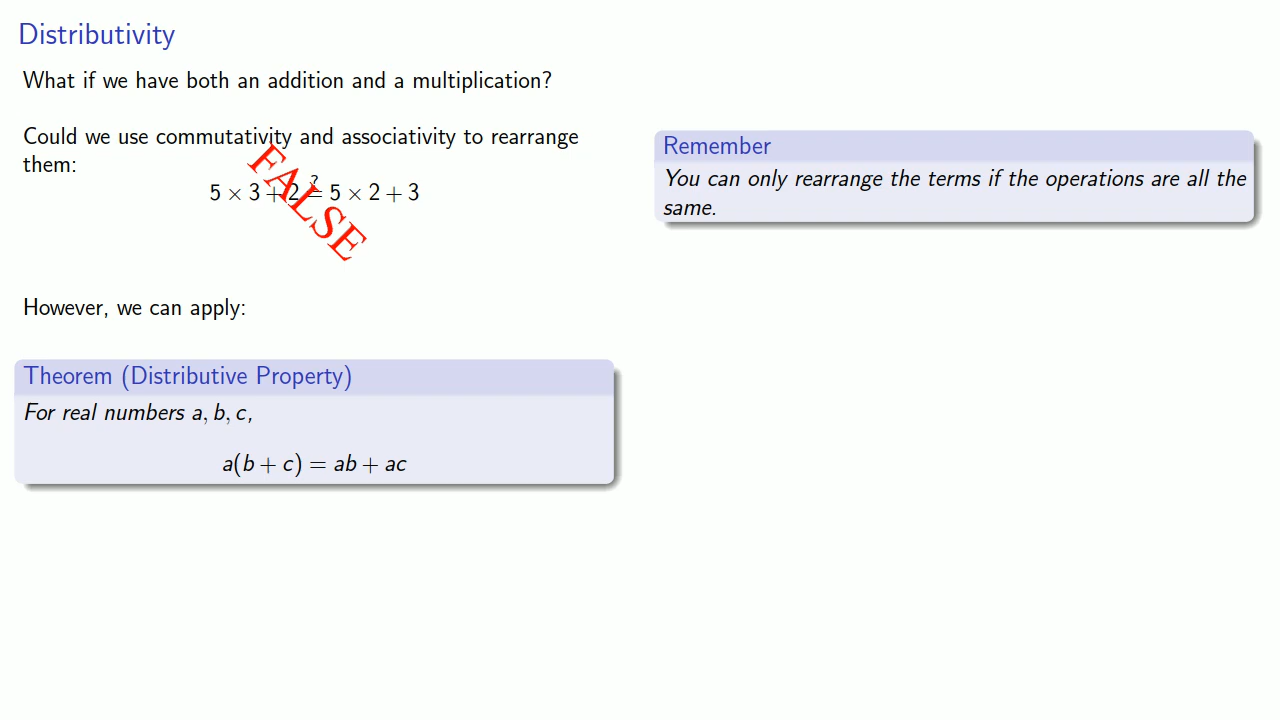 Distributivity
What if we have both an addition and a multiplication?
Could we use commutativity and associativity to rearrange
them:
5 × 3 + 2 ≟ 5 × 2 + 3
FALSE
However, we can apply:
Theorem (Distributive Property)
For real numbers a, b, c,
a(b + c) = ab + ac
Remember
You can only rearrange the terms if the operations are all the
same.